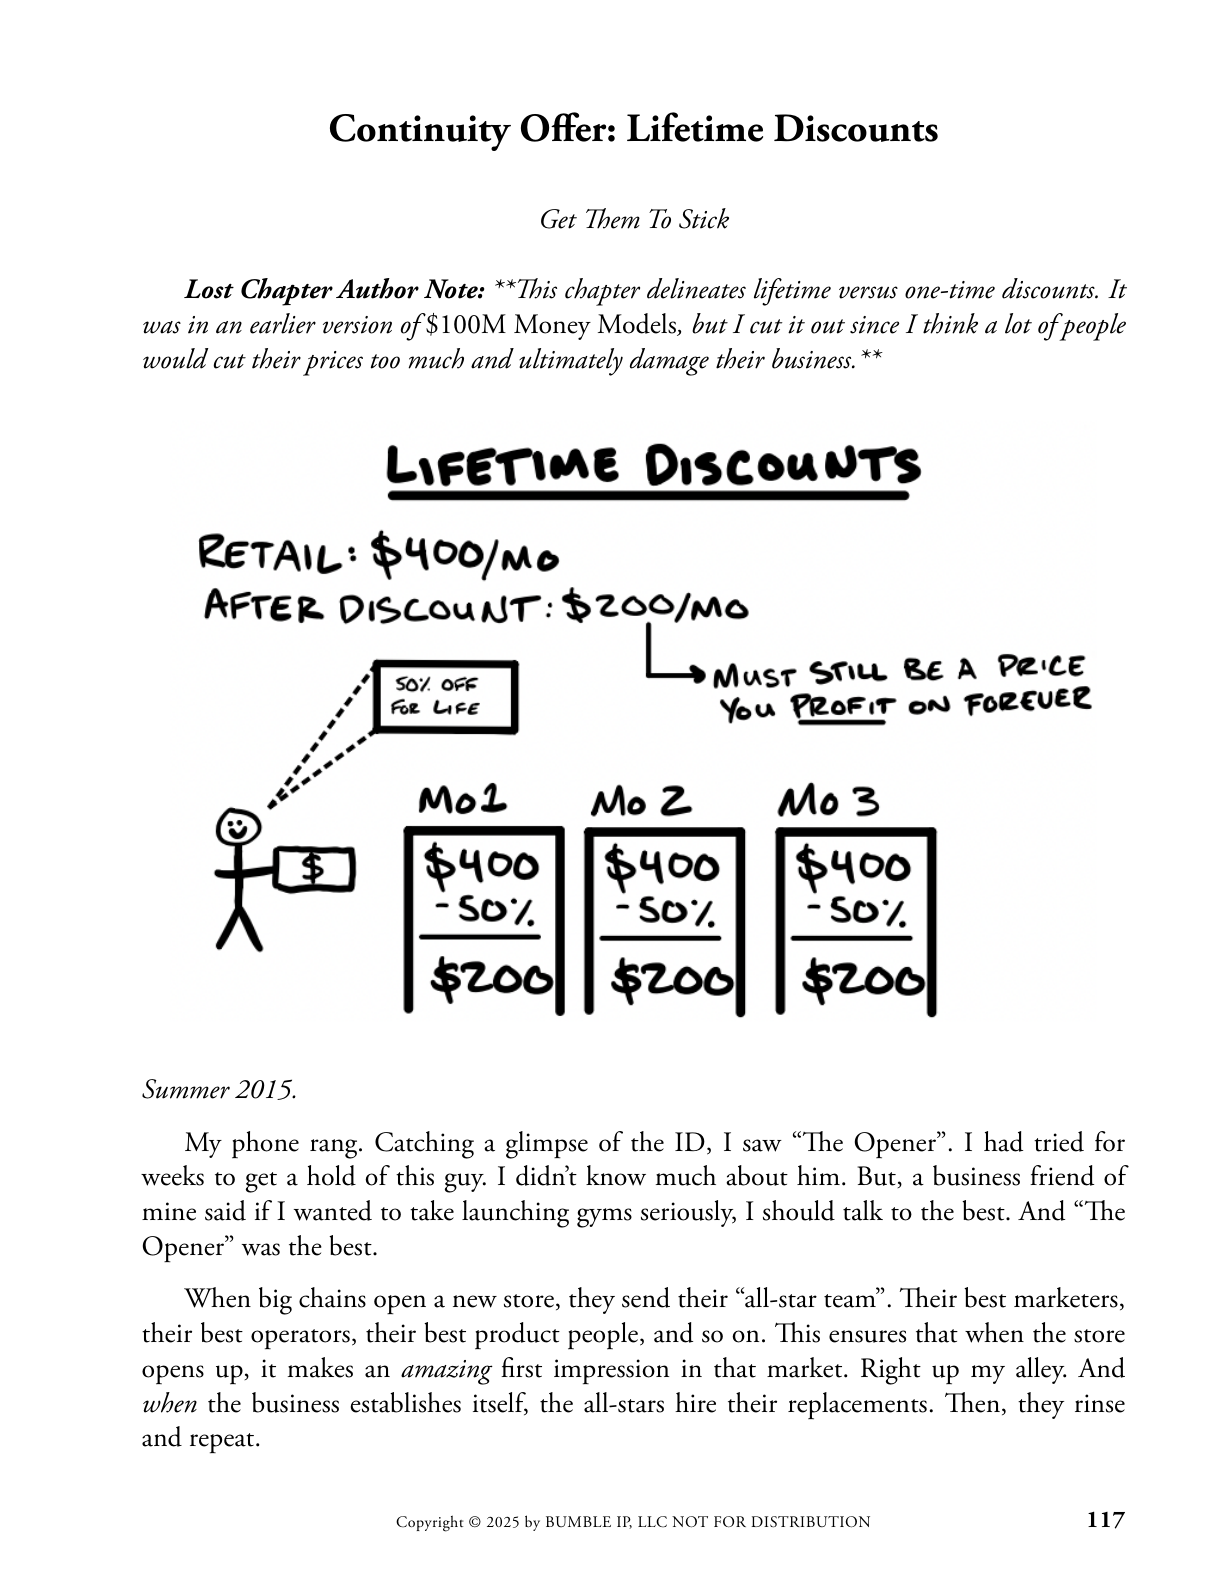 Continuity Offer: Lifetime Discounts
Get Them To Stick
Lost Chapter Author Note: **This chapter delineates lifetime versus one-time discounts. It
was in an earlier version of $100M Money Models, but I cut it out since I think a lot of people
would cut their prices too much and ultimately damage their business.**
LIFETIME DISCOUNTS
RETAIL: $400/MO
AFTER DISCOUNT: $200/MO
MUST STILL BE A PRICE
YOU PROFIT ON FOREVER
50% OFF
FOR LIFE
$
MO 1
$400
-50%
$200
MO 2
$400
-50%
$200
MO 3
$400
-50%
$200
Summer 2015.
My phone rang. Catching a glimpse of the ID, I saw “The Opener”. I had tried for
weeks to get a hold of this guy. I didn’t know much about him. But, a business friend of
mine said if I wanted to take launching gyms seriously, I should talk to the best. And “The
Opener” was the best.
When big chains open a new store, they send their “all-star team”. Their best marketers,
their best operators, their best product people, and so on. This ensures that when the store
opens up, it makes an amazing first impression in that market. Right up my alley. And
when the business establishes itself, the all-stars hire their replacements. Then, they rinse
and repeat.
Copyright © 2025 by BUMBLE IP, LLC NOT FOR DISTRIBUTION
117